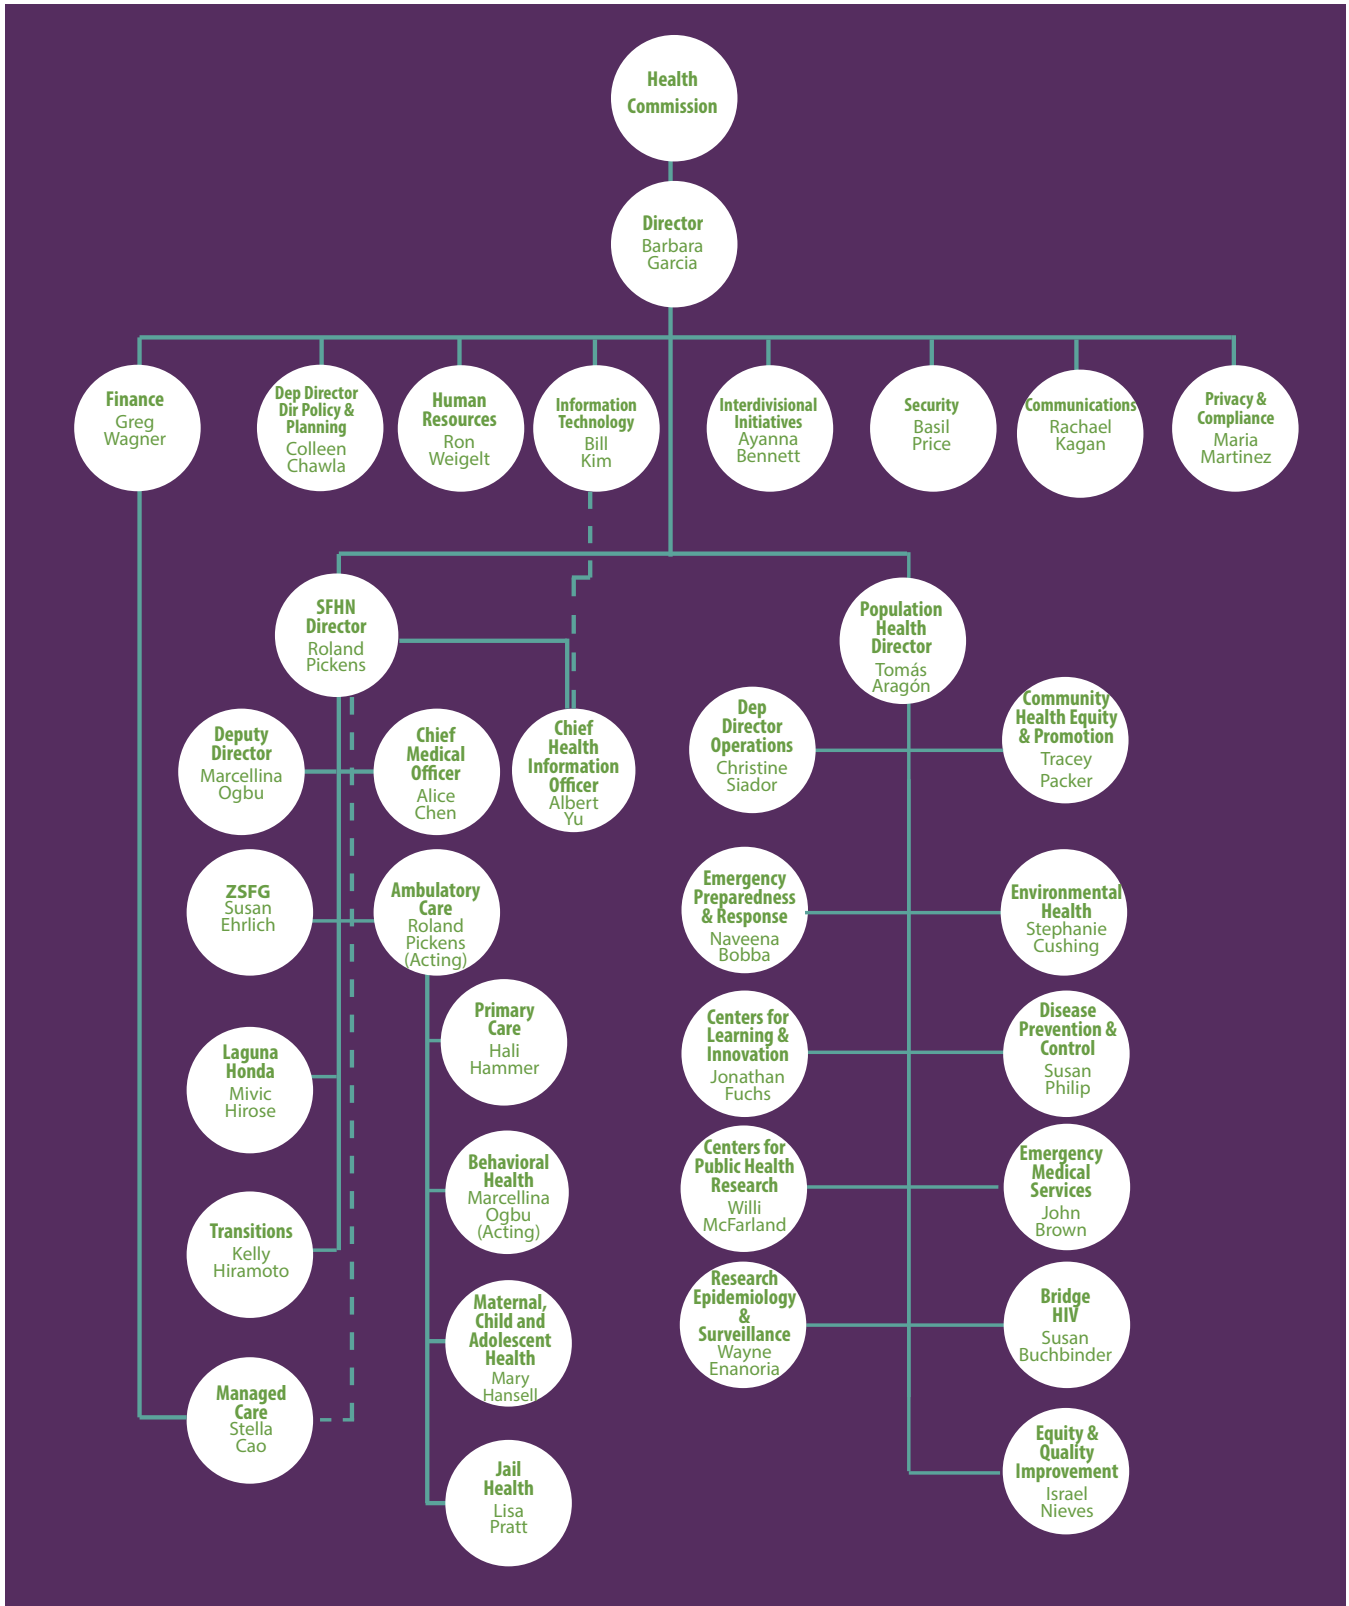 Health
Commission
Director
Barbara
Garcia
Finance
Greg
Wagner
Dep Director
Dir Policy &
Planning
Colleen
Chawla
Human
Resources
Ron
Weigelt
Information
Technology
Bill
Kim
Interdivisional
Initiatives
Ayanna
Bennett
Security
Basil
Price
Communications
Rachael
Kagan
Privacy &
Compliance
Maria
Martinez
SFHN
Director
Roland
Pickens
Population
Health
Director
Tomás
Aragón
Deputy
Director
Marcellina
Ogbu
Chief
Medical
Officer
Alice
Chen
Chief
Health
Information
Officer
Albert
Yu
Dep
Director
Operations
Christine
Siador
Community
Health Equity
& Promotion
Tracey
Packer
ZSFG
Susan
Ehrlich
Ambulatory
Care
Roland
Pickens
(Acting)
Emergency
Preparedness
& Response
Naveena
Bobba
Environmental
Health
Stephanie
Cushing
Laguna
Honda
Mivic
Hirose
Primary
Care
Hali
Hammer
Centers for
Learning &
Innovation
Jonathan
Fuchs
Disease
Prevention &
Control
Susan
Philip
Transitions
Kelly
Hiramoto
Behavioral
Health
Marcellina
Ogbu
(Acting)
Centers for
Public Health
Research
Willi
McFarland
Emergency
Medical
Services
John
Brown
Managed
Care
Stella
Cao
Maternal,
Child and
Adolescent
Health
Mary
Hansell
Research
Epidemiology
&
Surveillance
Wayne
Enanoria
Bridge
HIV
Susan
Buchbinder
Jail
Health
Lisa
Pratt
Equity &
Quality
Improvement
Israel
Nieves